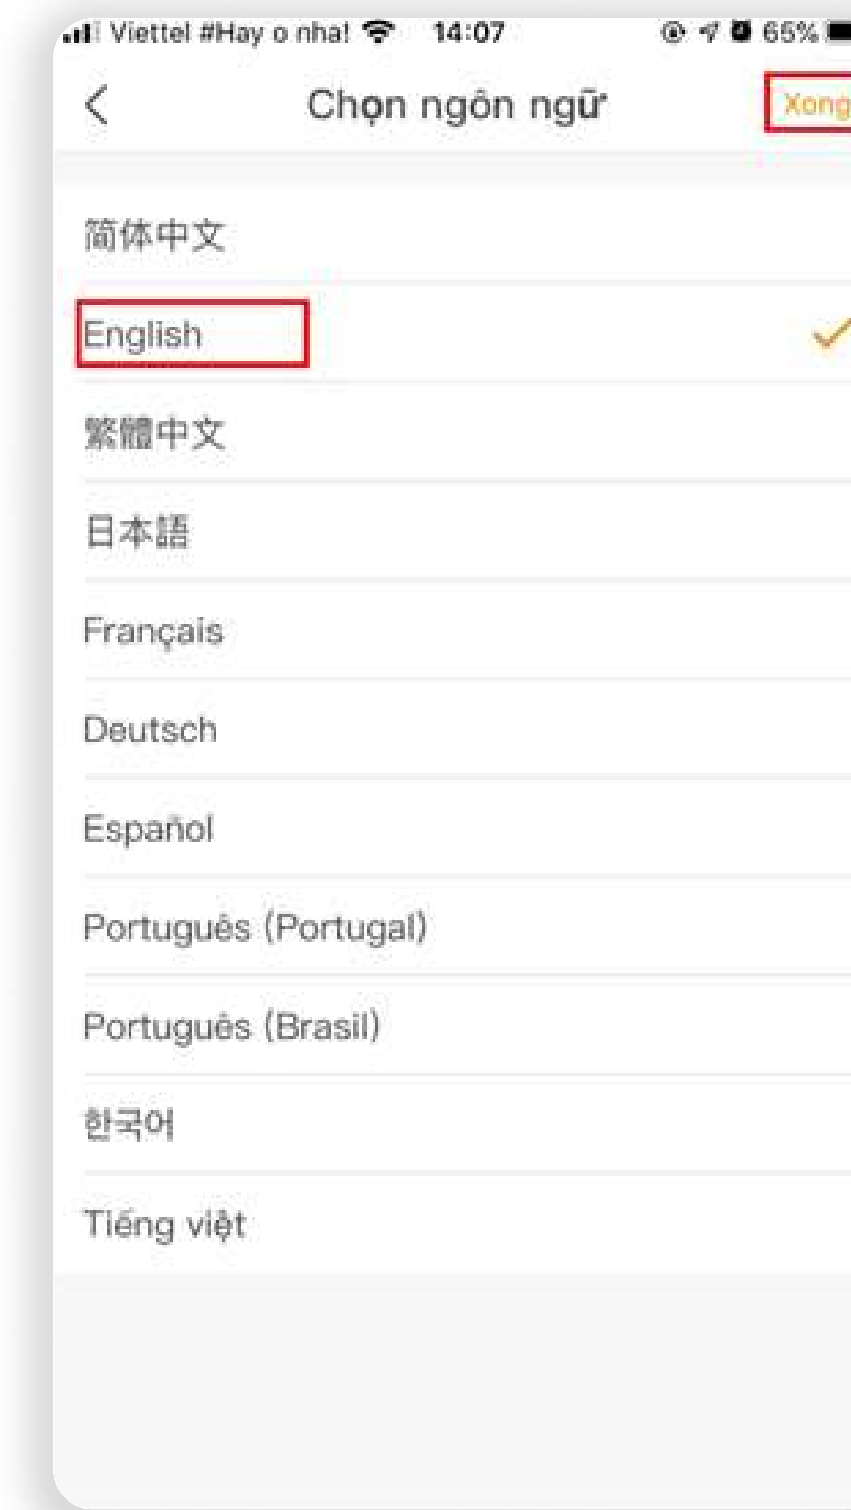 Viettel #Hay o nha! 14:07 65%
Chọn ngôn ngữ Xong
简体中文
English
繁體中文
日本語
Français
Deutsch
Español
Português (Portugal)
Português (Brasil)
한국어
Tiếng việt